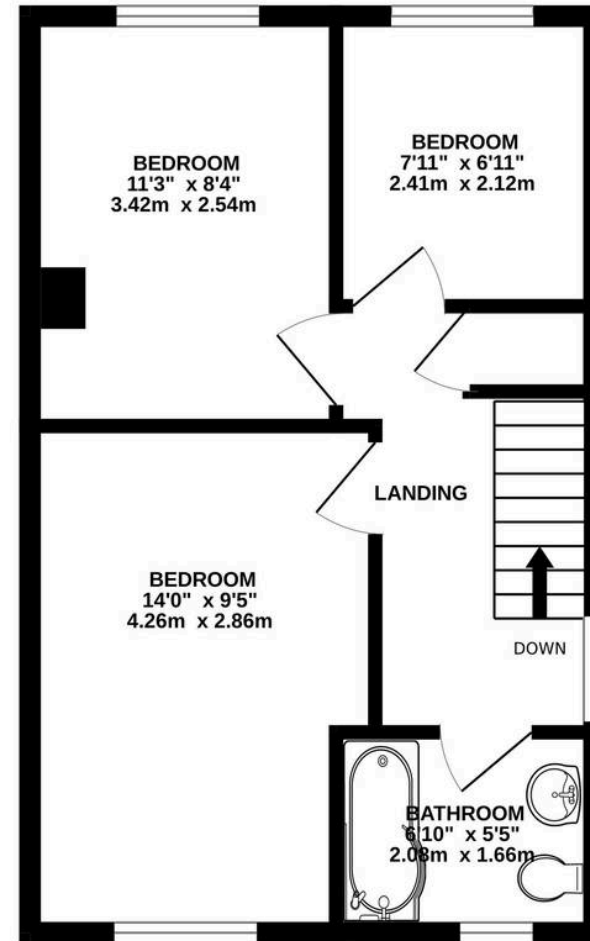 BEDROOM
11'3" x 8'4"
3.42m x 2.54m
BEDROOM
7'11" x 6'11"
2.41m x 2.12m
LANDING
BEDROOM
14'0" x 9'5"
4.26m x 2.86m
DOWN
BATHROOM
6'10" x 5'5"
2.08m x 1.66m